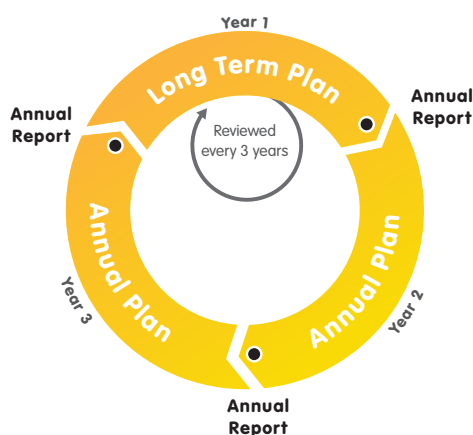 Year 1
Long Term Plan
Annual
Report
Reviewed
every 3 years
Annual
Report
Annual Plan
Year 2
Annual
Report
Annual Plan
Year 3